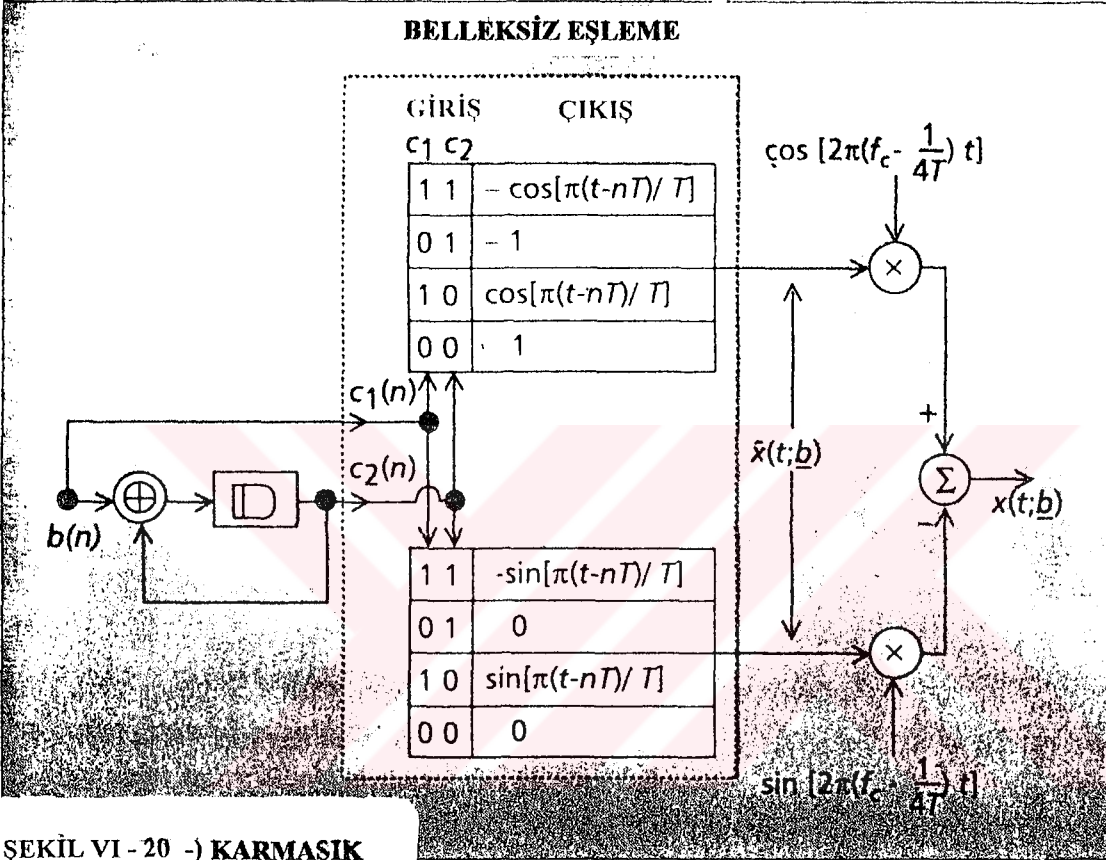 BELLEKSİZ EŞLEME
GİRİŞ ÇIKIŞ
c1 c2
1 1 - cos[π(t-nT)/ T]
0 1 - 1
1 0 cos[π(t-nT)/ T]
0 0 1
cos [2π(f_c - 1/4T) t]
×
c1(n)
+
x̃(t;b)
c2(n)
Σ
x(t;b)
⊕
D
b(n)
-
1 1 -sin[π(t-nT)/ T]
0 1 0
1 0 sin[π(t-nT)/ T]
0 0 0
×
sin [2π(f_c - 1/4T) t]
ŞEKİL VI - 20 -) KARMAŞIK